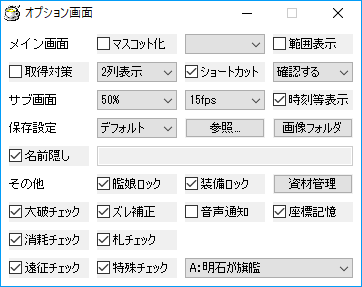 オプション画面
メイン画面 マスコット化 範囲表示
取得対策 2列表示 ショートカット 確認する
サブ画面 50% 15fps 時刻等表示
保存設定 デフォルト 参照... 画像フォルダ
名前隠し
その他 艦娘ロック 装備ロック 資材管理
大破チェック ズレ補正 音声通知 座標記憶
消耗チェック 札チェック
遠征チェック 特殊チェック A:明石が旗艦